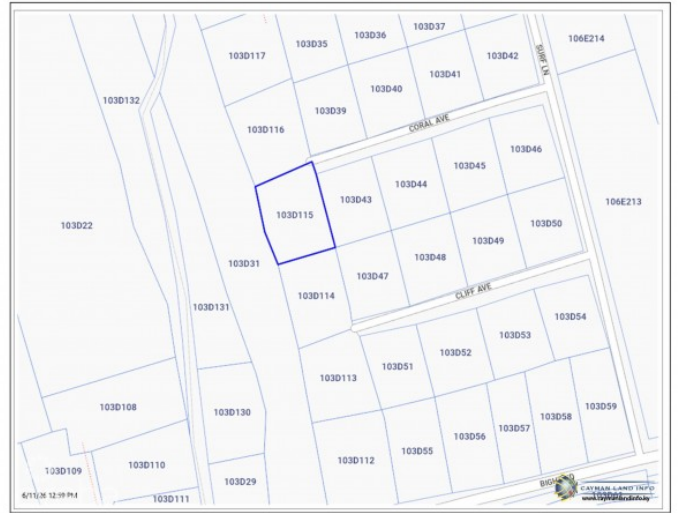 103D37
103D36
103D35
106E214
103D117
103D42
SURF LN
103D41
103D40
103D132
103D39
CORAL AVE
103D116
103D46
103D45
103D44
103D43
106E213
103D115
103D22
103D50
103D49
103D48
103D31
103D47
CLIFF AVE
103D114
103D131
103D54
103D53
103D52
103D51
103D113
103D108
103D130
103D59
103D58
103D57
103D56
103D55
103D112
103D110
103D109
103D29
CAYMAN LAND INFO
www.caymanlandinfo.ky
6/11/26 12:59 PM
103D111